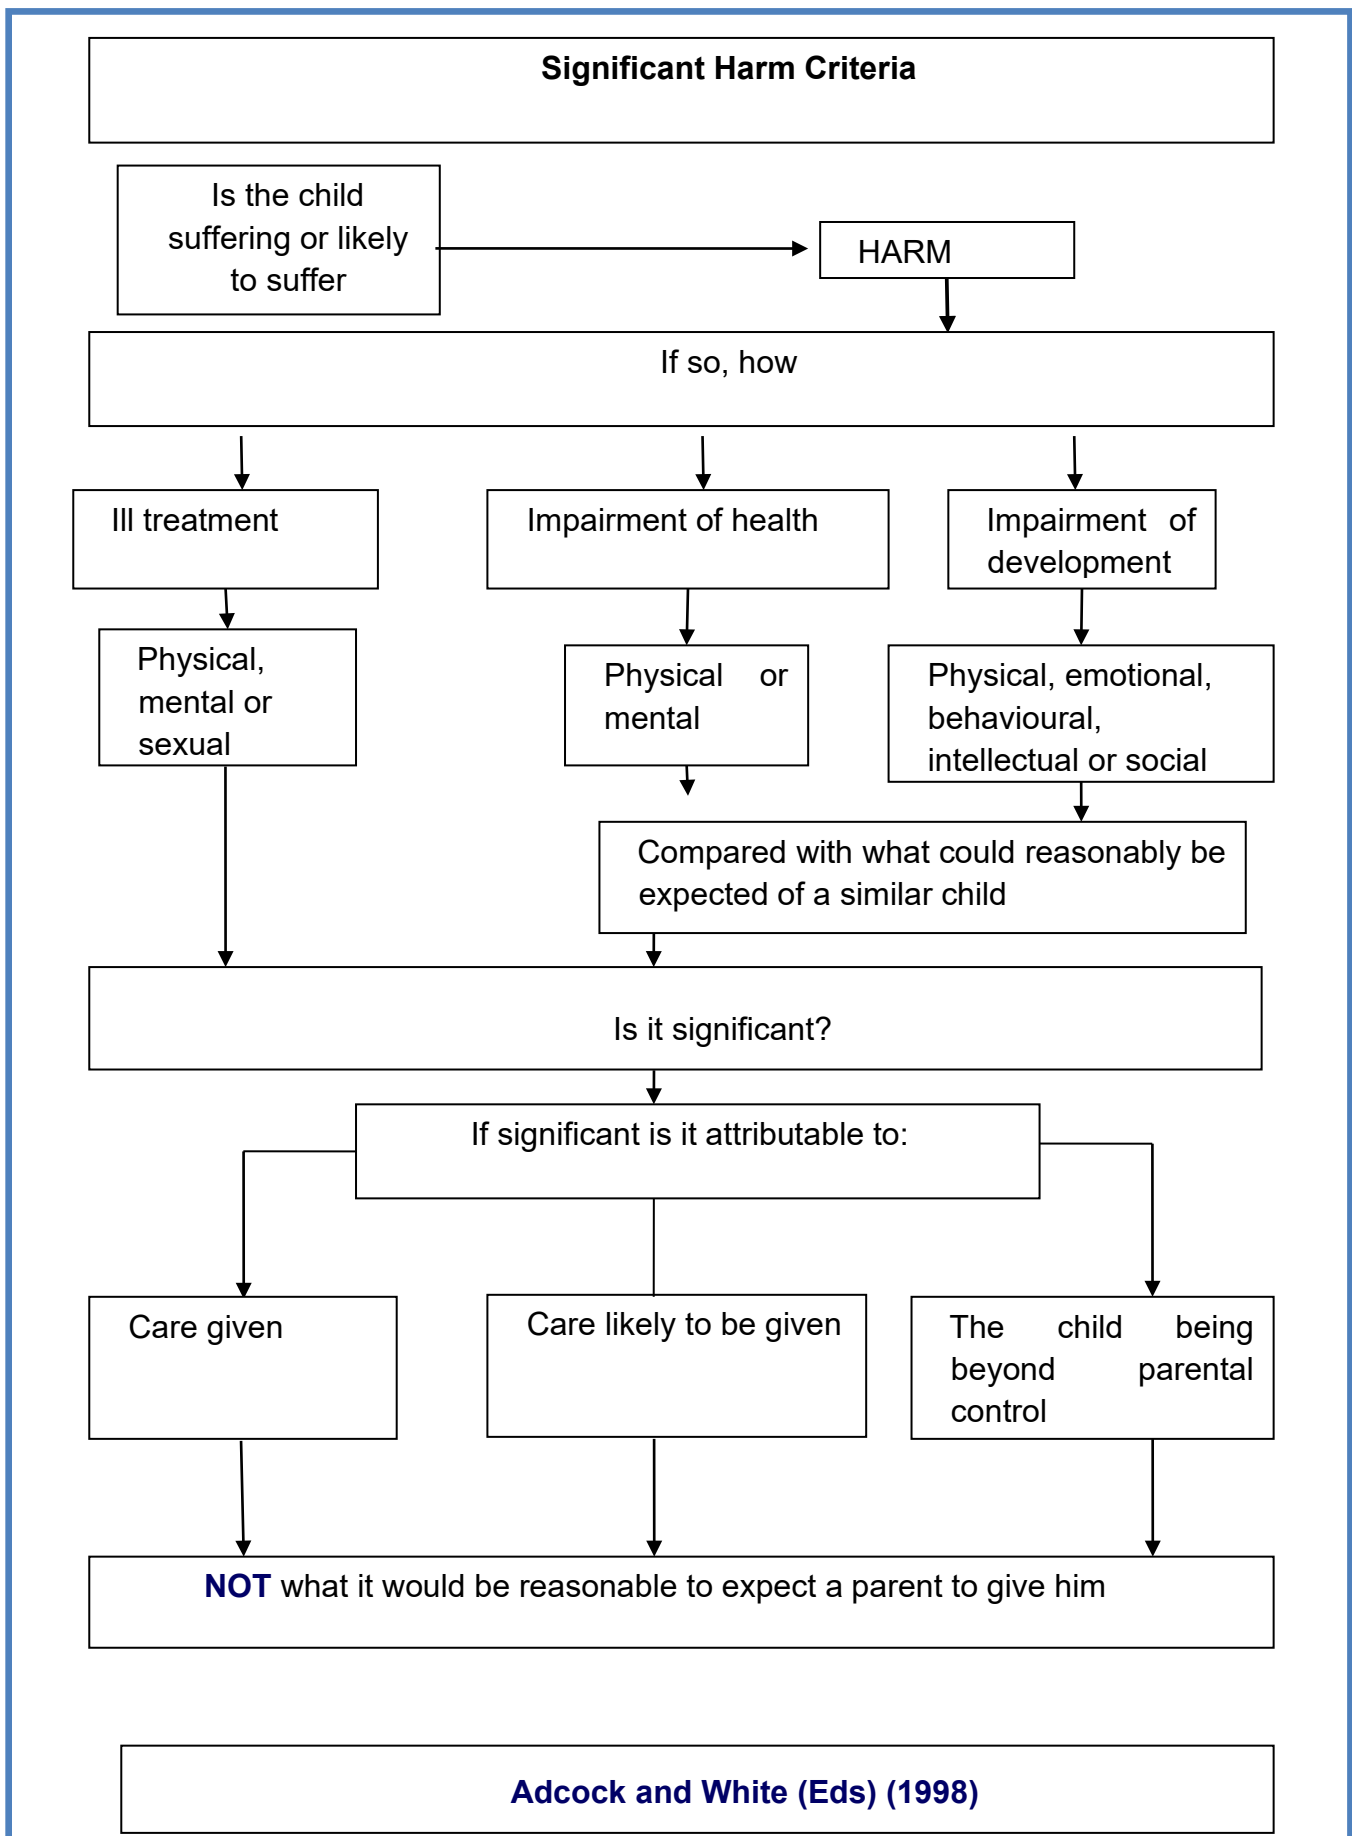 Significant Harm Criteria
Is the child
suffering or likely
to suffer
HARM
If so, how
Ill treatment
Impairment of health
Impairment of
development
Physical,
mental or
sexual
Physical or
mental
Physical, emotional,
behavioural,
intellectual or social
Compared with what could reasonably be
expected of a similar child
Is it significant?
If significant is it attributable to:
Care given
Care likely to be given
The child being
beyond parental
control
NOT what it would be reasonable to expect a parent to give him
Adcock and White (Eds) (1998)